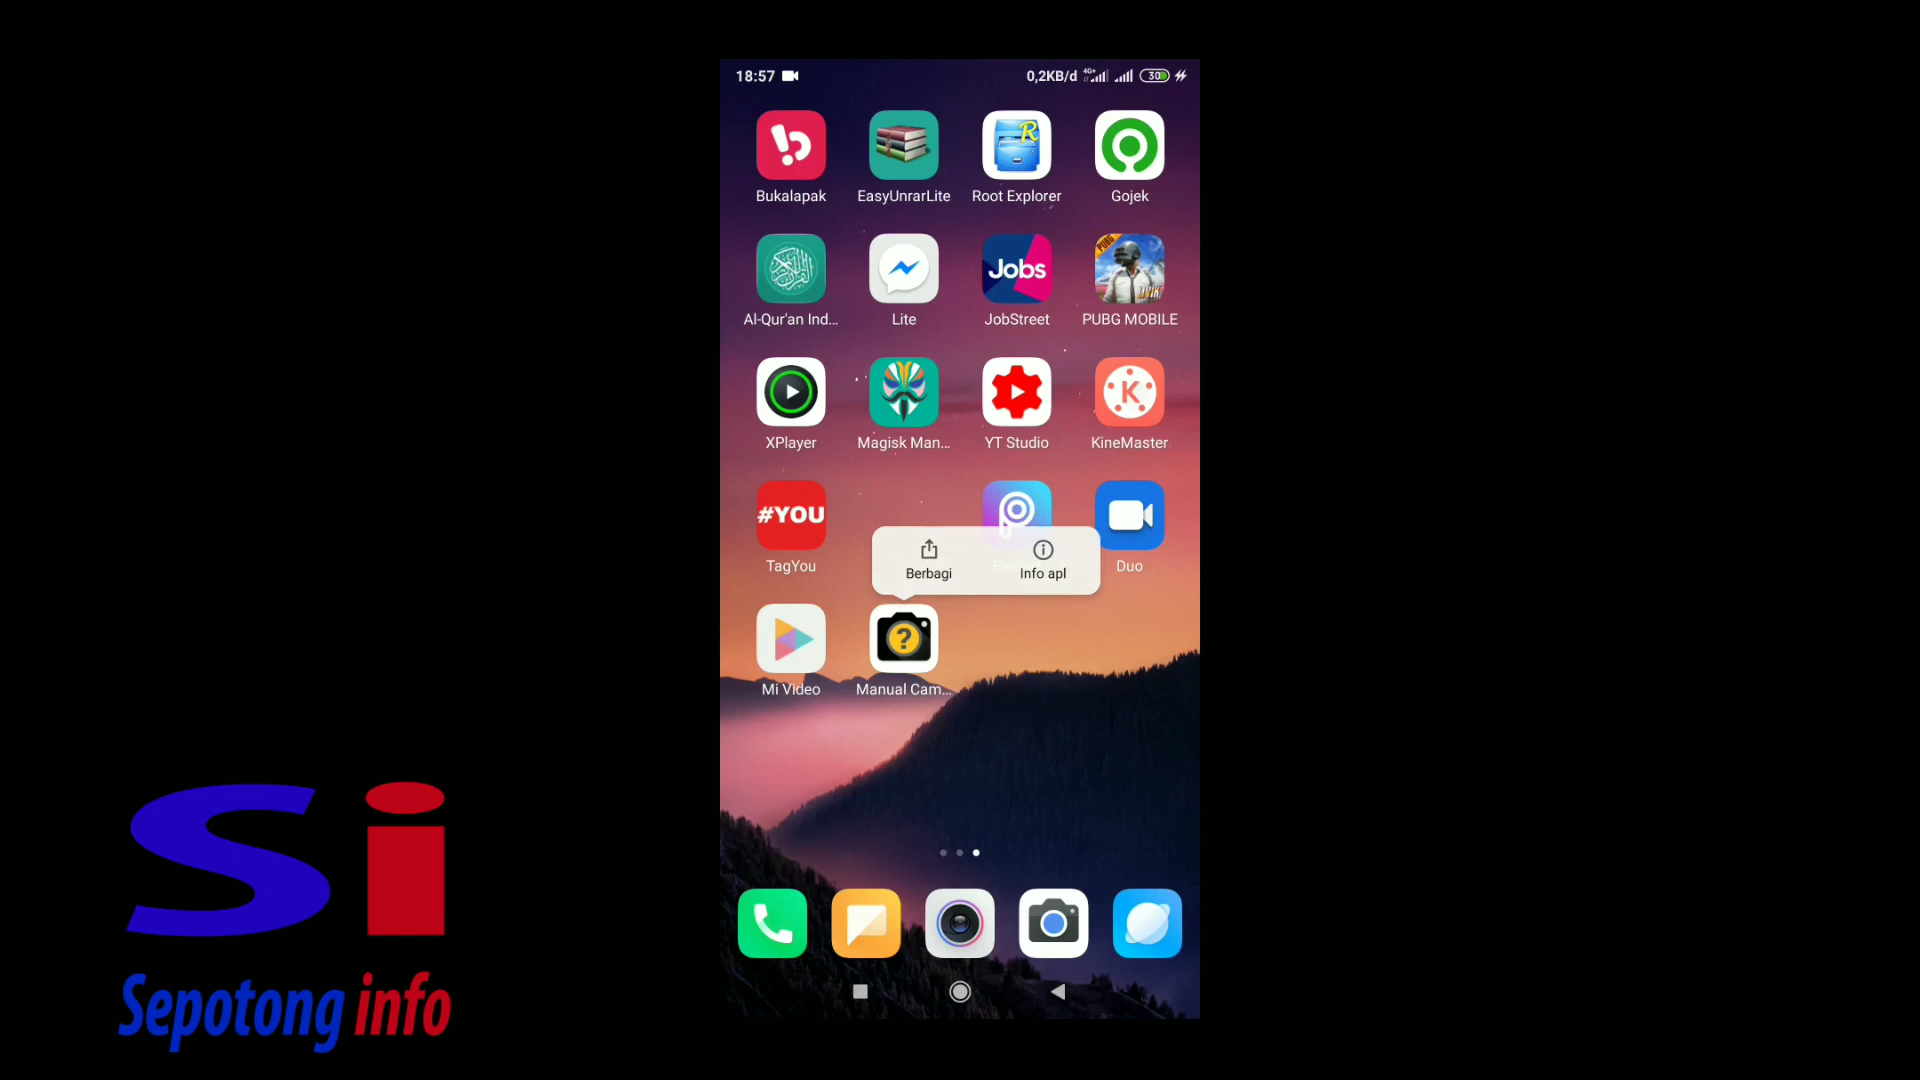 18:57 0,2KB/d 4G+ 30
Bukalapak EasyUnrarLite Root Explorer Gojek
Jobs PUBG
Al-Qur'an Ind... Lite JobStreet PUBG MOBILE
K
XPlayer Magisk Man... YT Studio KineMaster
#YOU
TagYou Duo
Berbagi Info apl
?
Mi Video Manual Cam...
Si
Sepotong info